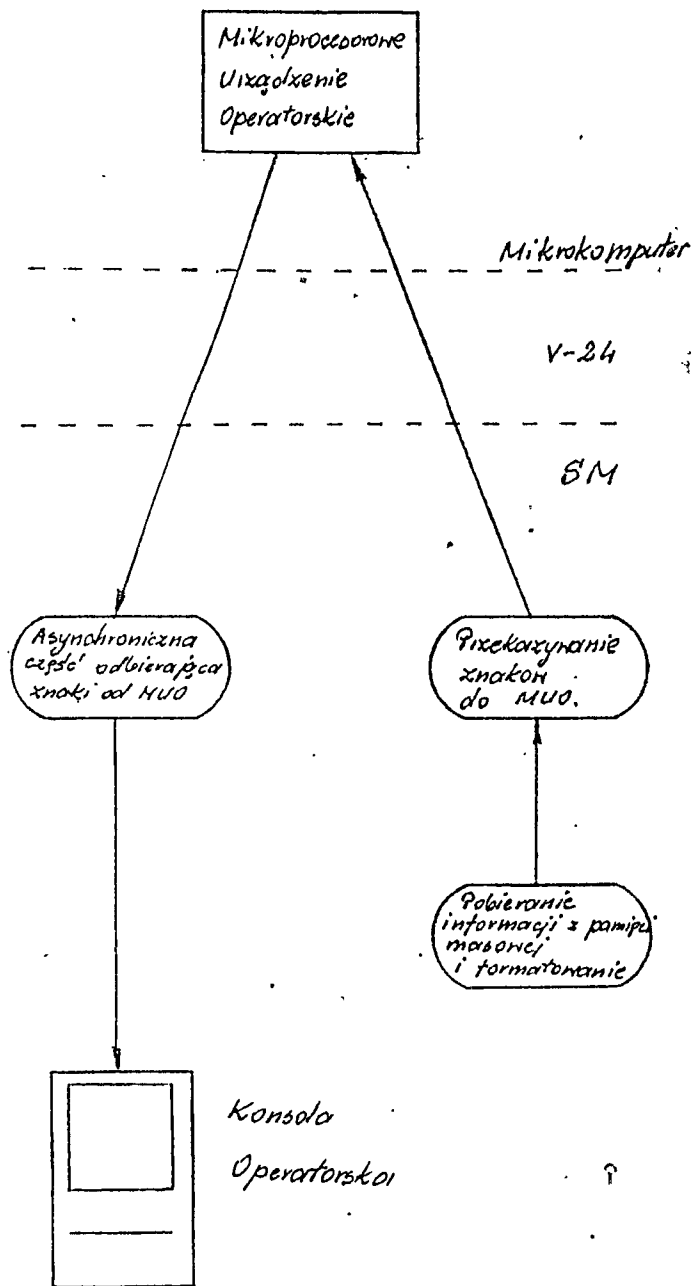 Mikroprocesorowe
Urządzenie
Operatorskie
Mikrokomputer
V-24
SM
Asynchroniczna
część odbierająca
znaki od MUO
Przekazywanie
znaków
do MUO.
Pobieranie
informacji z pamięci
masowej
i formatowanie
Konsola
Operatorska